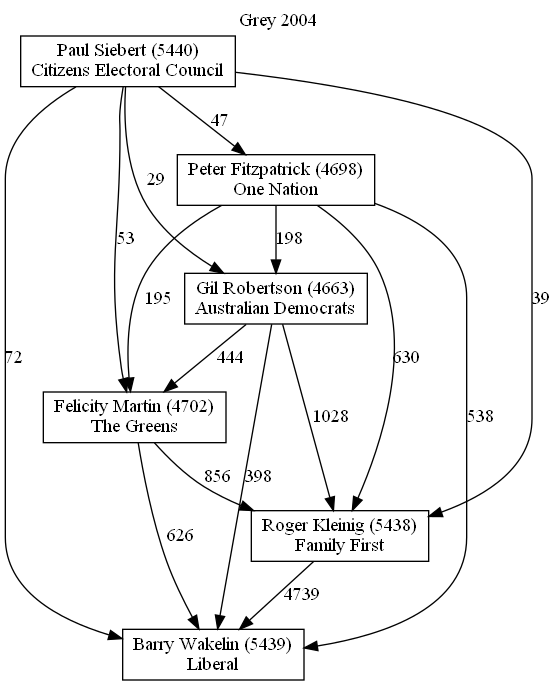 Grey 2004
Paul Siebert (5440)
Citizens Electoral Council
47
Peter Fitzpatrick (4698)
One Nation
29
53
198
195
39
Gil Robertson (4663)
Australian Democrats
72
444
630
Felicity Martin (4702)
The Greens
1028
538
856
398
Roger Kleinig (5438)
Family First
626
4739
Barry Wakelin (5439)
Liberal